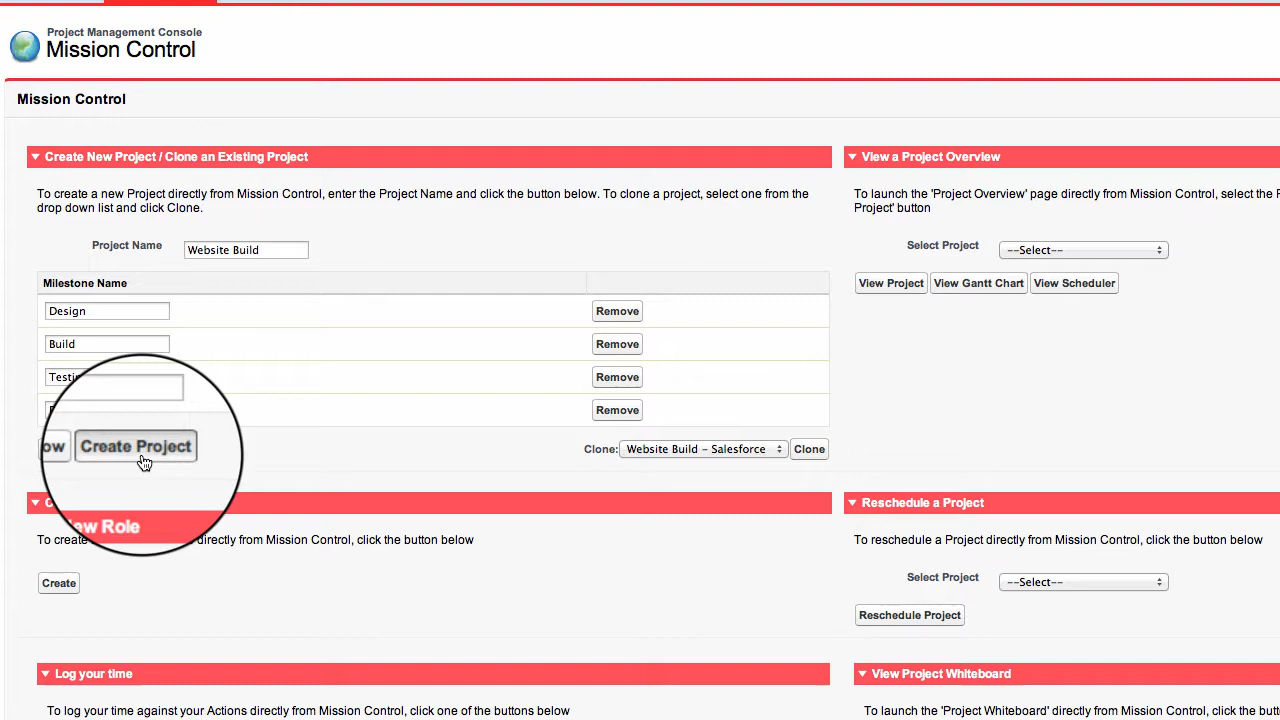 Project Management Console
Mission Control
Mission Control
Create New Project / Clone an Existing Project
To create a new Project directly from Mission Control, enter the Project Name and click the button below. To clone a project, select one from the
drop down list and click Clone.
Project Name
Website Build
Milestone Name
Design
Remove
Build
Remove
Remove
Remove
Create Project
Clone:
Website Build - Salesforce
Clone
Role
To create
directly from Mission Control, click the button below
Create
Log your time
To log your time against your Actions directly from Mission Control, click one of the buttons below
View a Project Overview
To launch the 'Project Overview' page directly from Mission Control, select the
Project' button
Select Project
--Select--
View Project
View Gantt Chart
View Scheduler
Reschedule a Project
To reschedule a Project directly from Mission Control, click the button below
Select Project
--Select--
Reschedule Project
View Project Whiteboard
To launch the 'Project Whiteboard' directly from Mission Control, click the